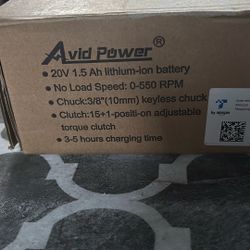 Avid Power®
• 20V 1.5 Ah lithium-ion battery
• No Load Speed: 0-550 RPM
• Chuck:3/8"(10mm) keyless chuck
• Clutch:15+1-positi-on adjustable
torque clutch
• 3-5 hours charging time